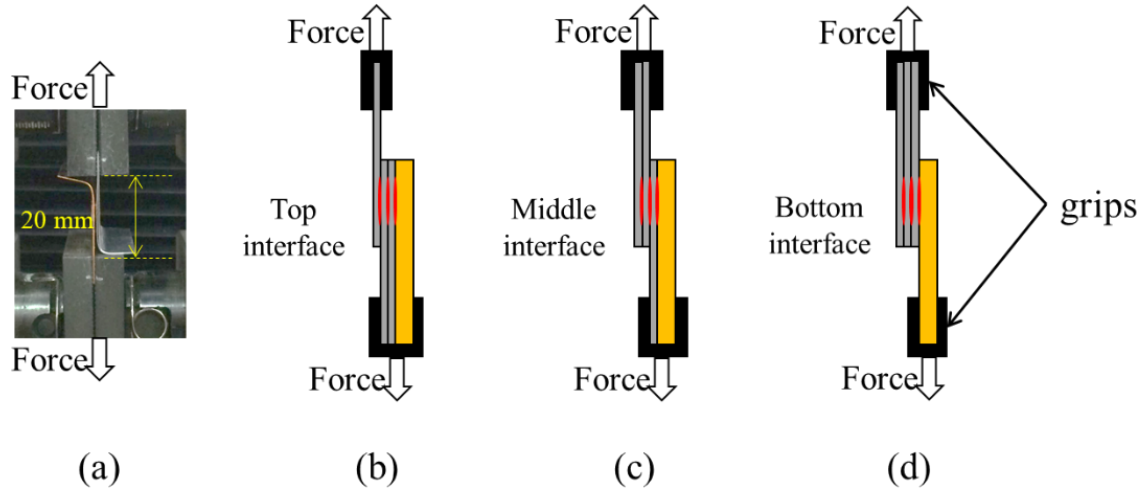 Force
Force
Force
Force
20 mm
Top
interface
Middle
interface
Bottom
interface
grips
Force
Force
Force
Force
(a)
(b)
(c)
(d)